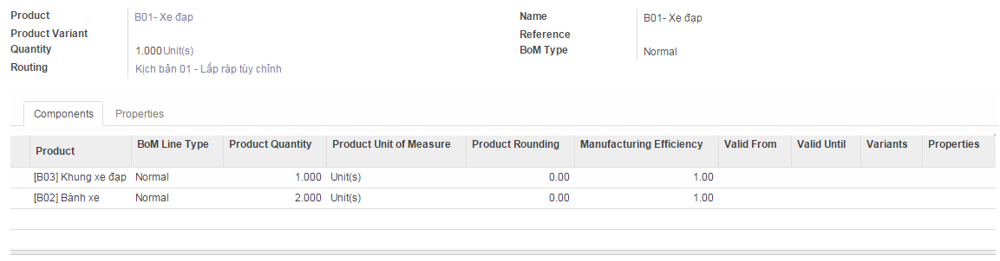 Product B01- Xe đạp Name B01- Xe đạp
Product Variant Reference
Quantity 1.000 Unit(s) BoM Type Normal
Routing Kịch bản 01 - Lắp ráp tùy chỉnh
Components Properties
Product BoM Line Type Product Quantity Product Unit of Measure Product Rounding Manufacturing Efficiency Valid From Valid Until Variants Properties
[B03] Khung xe đạp Normal 1.000 Unit(s) 0.00 1.00
[B02] Bánh xe Normal 2.000 Unit(s) 0.00 1.00